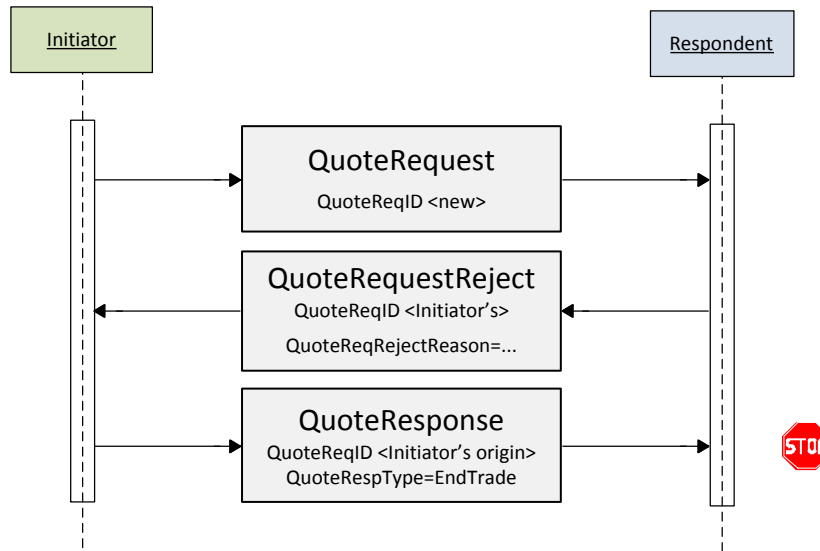 Initiator
Respondent
QuoteRequest
QuoteReqID <new>
QuoteRequestReject
QuoteReqID <Initiator’s>
QuoteReqRejectReason=...
QuoteResponse
QuoteReqID <Initiator’s origin>
QuoteRespType=EndTrade